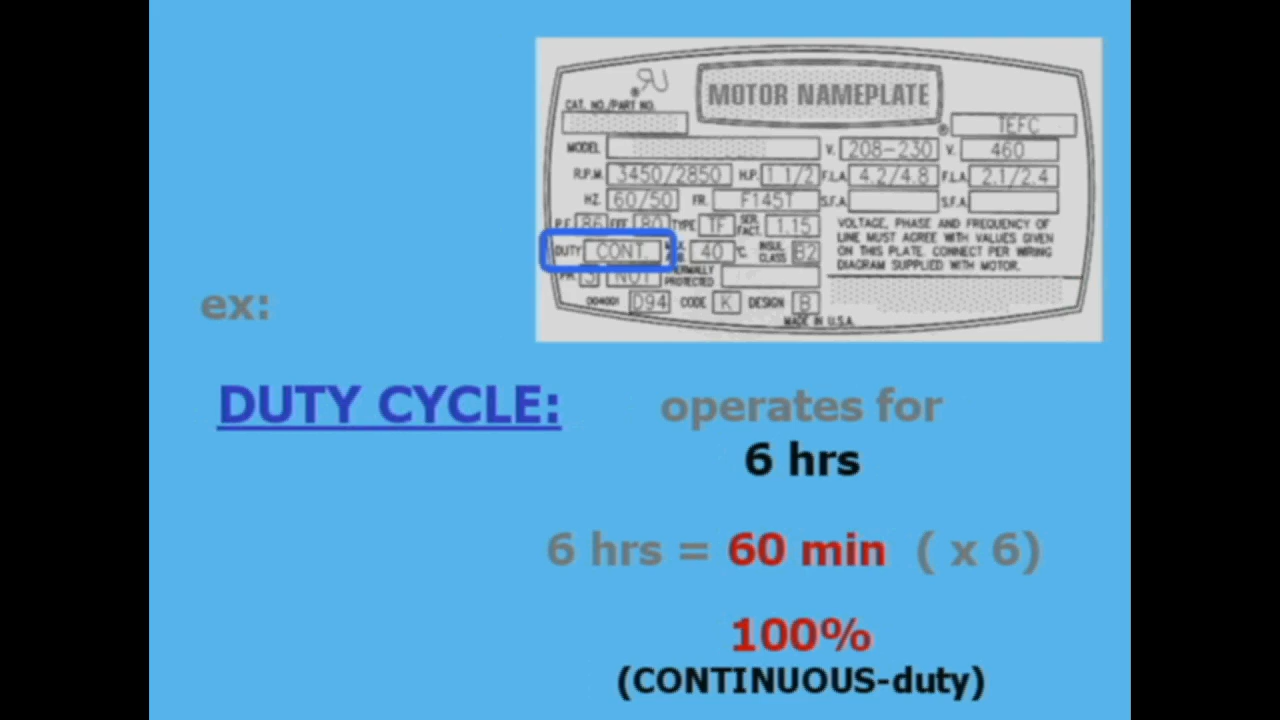 MOTOR NAMEPLATE
CAT. NO./PART NO.
TEFC
MODEL V. 208-230 V. 460
R.P.M. 3450/2850 H.P. 1 1/2 F.L.A. 4.2/4.8 F.L.A. 2.1/2.4
HZ. 60/50 FR. F145T S.F.A. S.F.A.
P.F. 86 EFF 80 TYPE TF SER. FACT. 1.15
VOLTAGE, PHASE AND FREQUENCY OF
LINE MUST AGREE WITH VALUES GIVEN
ON THIS PLATE. CONNECT PER WIRING
DIAGRAM SUPPLIED WITH MOTOR.
DUTY CONT. 40 °C. INSUL CLASS B2
PH. 3 NOT THERMALLY PROTECTED
004001 D94 CODE K DESIGN B
MADE IN U.S.A.
ex:
DUTY CYCLE: operates for
6 hrs
6 hrs = 60 min ( x 6)
100%
(CONTINUOUS-duty)